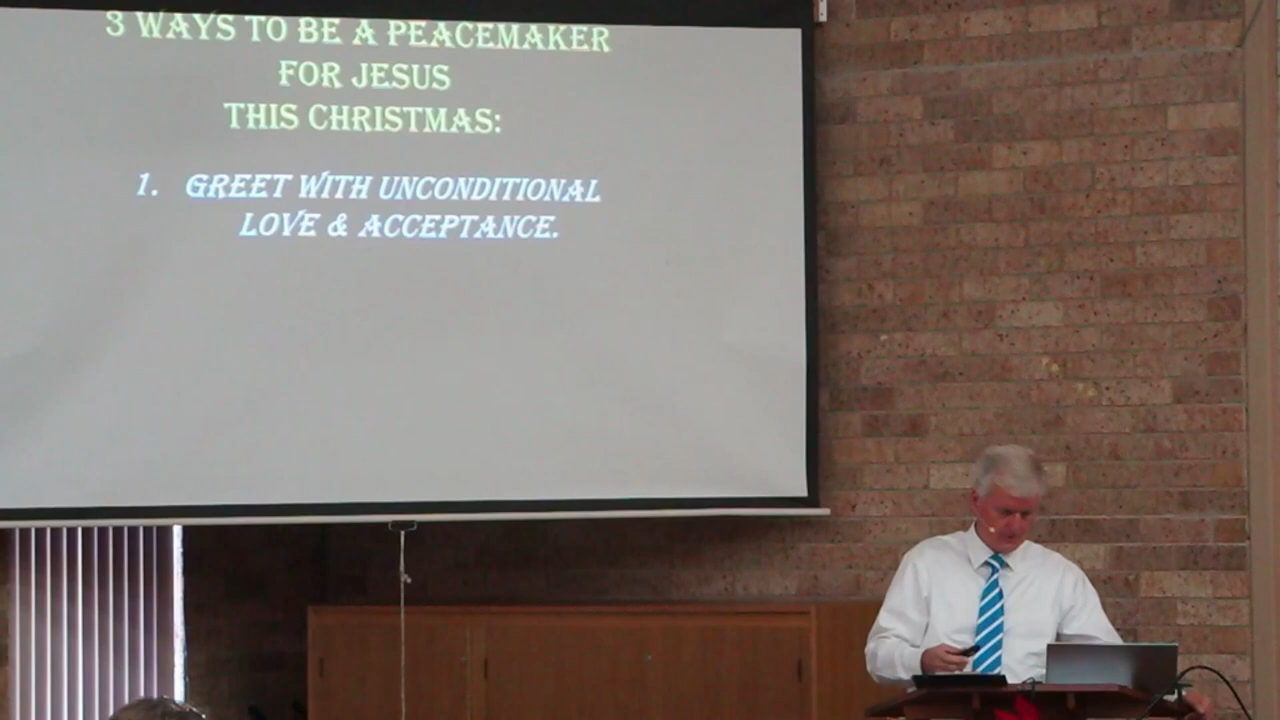 3 WAYS TO BE A PEACEMAKER
FOR JESUS
THIS CHRISTMAS:
1. GREET WITH UNCONDITIONAL
LOVE & ACCEPTANCE.